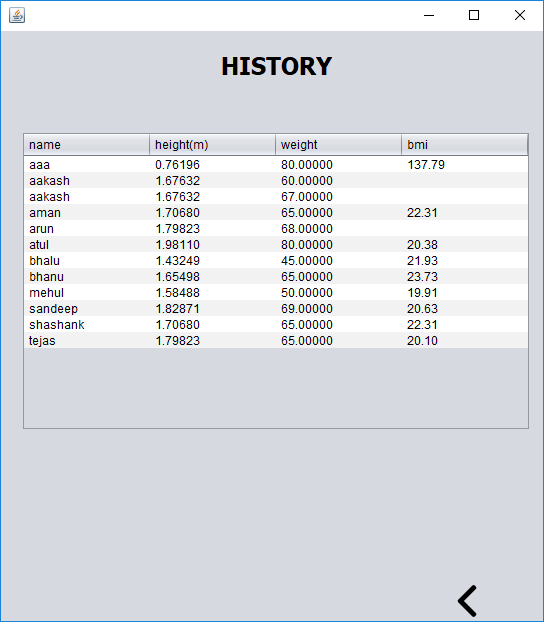 HISTORY
name height(m) weight bmi
aaa 0.76196 80.00000 137.79
aakash 1.67632 60.00000
aakash 1.67632 67.00000
aman 1.70680 65.00000 22.31
arun 1.79823 68.00000
atul 1.98110 80.00000 20.38
bhalu 1.43249 45.00000 21.93
bhanu 1.65498 65.00000 23.73
mehul 1.58488 50.00000 19.91
sandeep 1.82871 69.00000 20.63
shashank 1.70680 65.00000 22.31
tejas 1.79823 65.00000 20.10